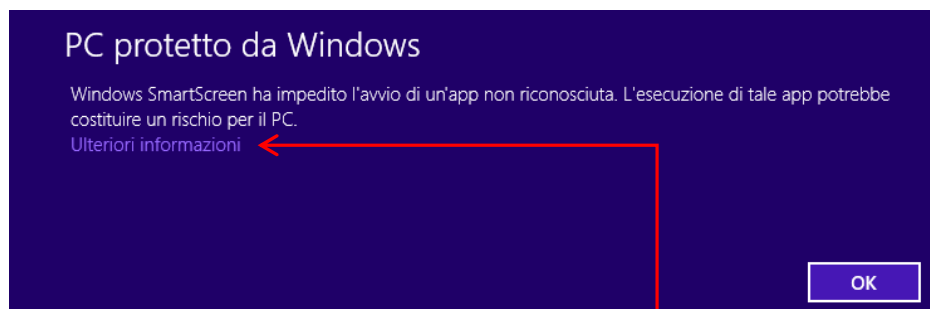 PC protetto da Windows
Windows SmartScreen ha impedito l'avvio di un'app non riconosciuta. L'esecuzione di tale app potrebbe
costituire un rischio per il PC.
Ulteriori informazioni
OK